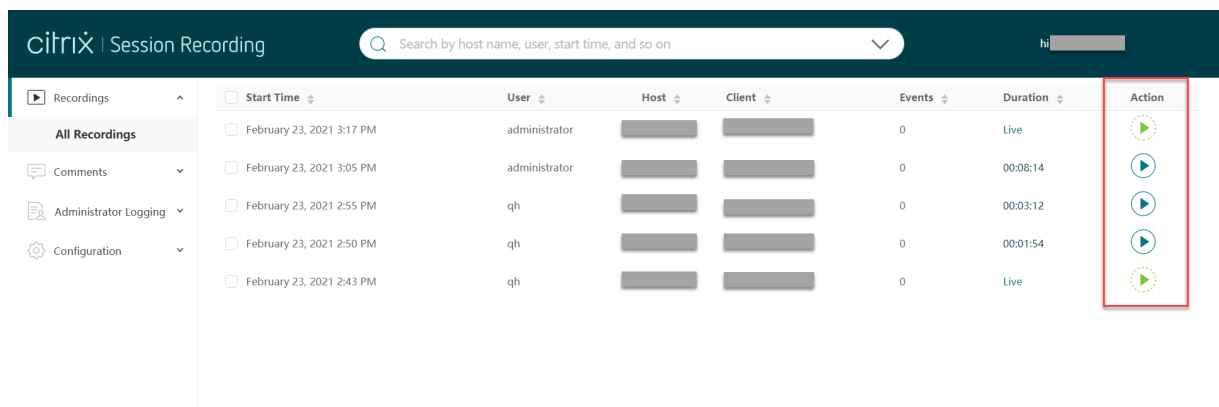 citrix | Session Recording
Search by host name, user, start time, and so on
hi
Recordings
All Recordings
Comments
Administrator Logging
Configuration
Start Time User Host Client Events Duration Action
February 23, 2021 3:17 PM administrator 0 Live
February 23, 2021 3:05 PM administrator 0 00:08:14
February 23, 2021 2:55 PM qh 0 00:03:12
February 23, 2021 2:50 PM qh 0 00:01:54
February 23, 2021 2:43 PM qh 0 Live